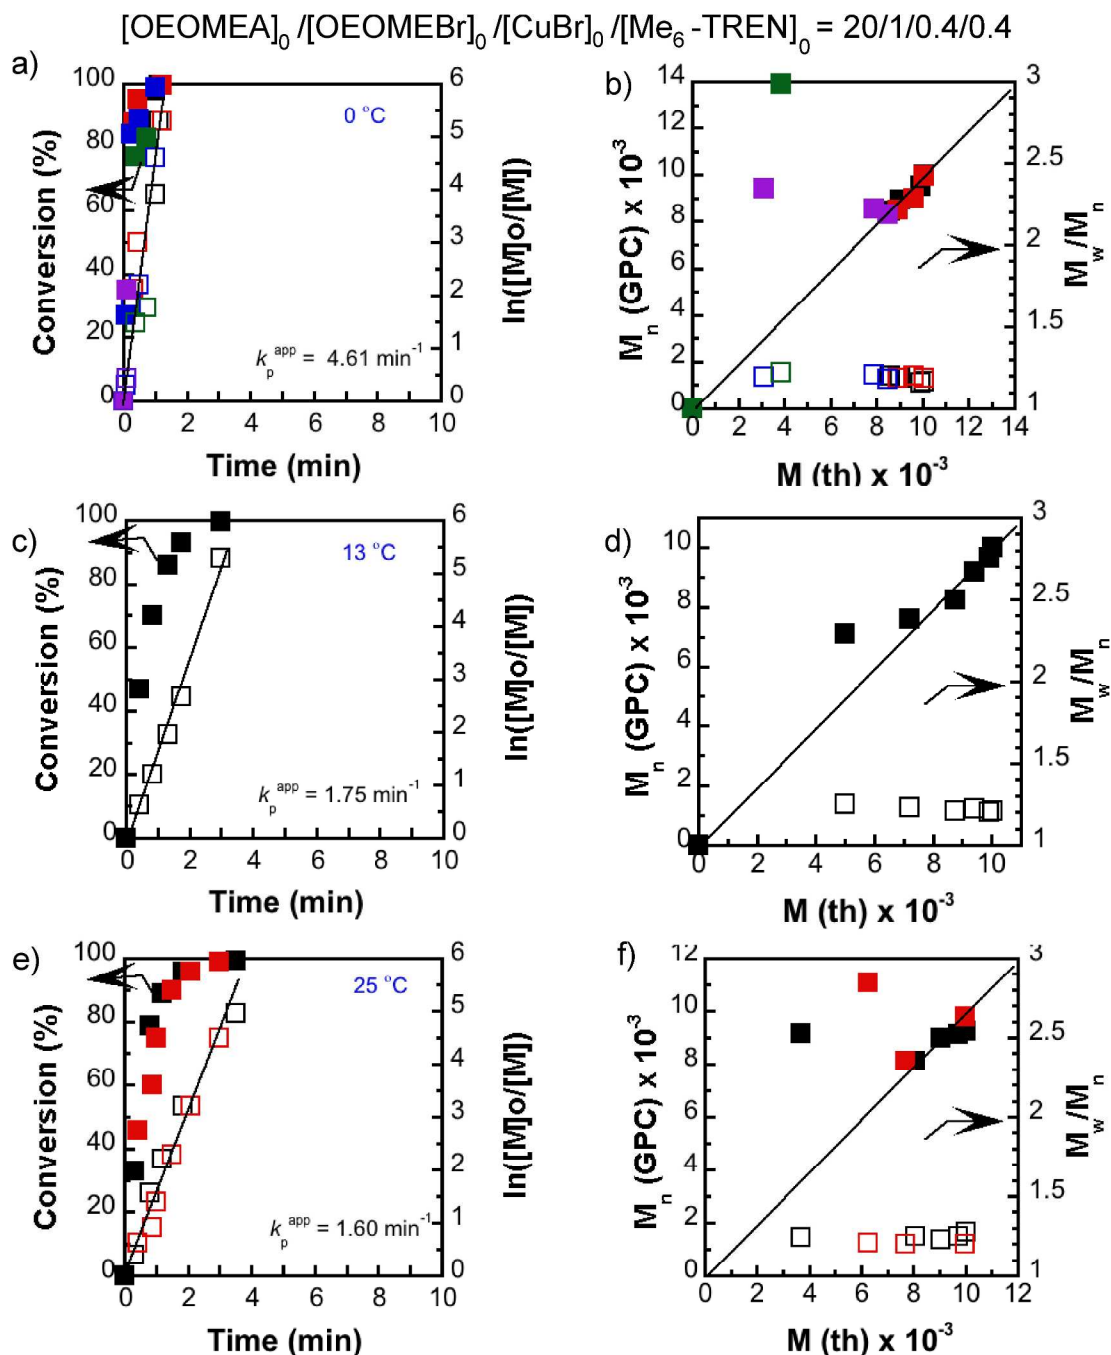 [OEOMEA]0 /[OEOMEBr]0 /[CuBr]0 /[Me6 -TREN]0 = 20/1/0.4/0.4
a)
Conversion (%)
100
80
60
40
20
0
0 °C
kp^app = 4.61 min-1
ln([M]o/[M])
6
5
4
3
2
1
0
0 2 4 6 8 10
Time (min)
b)
Mn (GPC) x 10-3
14
12
10
8
6
4
2
0
Mw/Mn
3
2.5
2
1.5
1
0 2 4 6 8 10 12 14
M (th) x 10-3
c)
Conversion (%)
100
80
60
40
20
0
13 °C
kp^app = 1.75 min-1
ln([M]o/[M])
6
5
4
3
2
1
0
0 2 4 6 8 10
Time (min)
d)
Mn (GPC) x 10-3
10
8
6
4
2
0
Mw/Mn
3
2.5
2
1.5
1
0 2 4 6 8 10
M (th) x 10-3
e)
Conversion (%)
100
80
60
40
20
0
25 °C
kp^app = 1.60 min-1
ln([M]o/[M])
6
5
4
3
2
1
0
0 2 4 6 8 10
Time (min)
f)
Mn (GPC) x 10-3
12
10
8
6
4
2
0
Mw/Mn
3
2.5
2
1.5
1
0 2 4 6 8 10 12
M (th) x 10-3